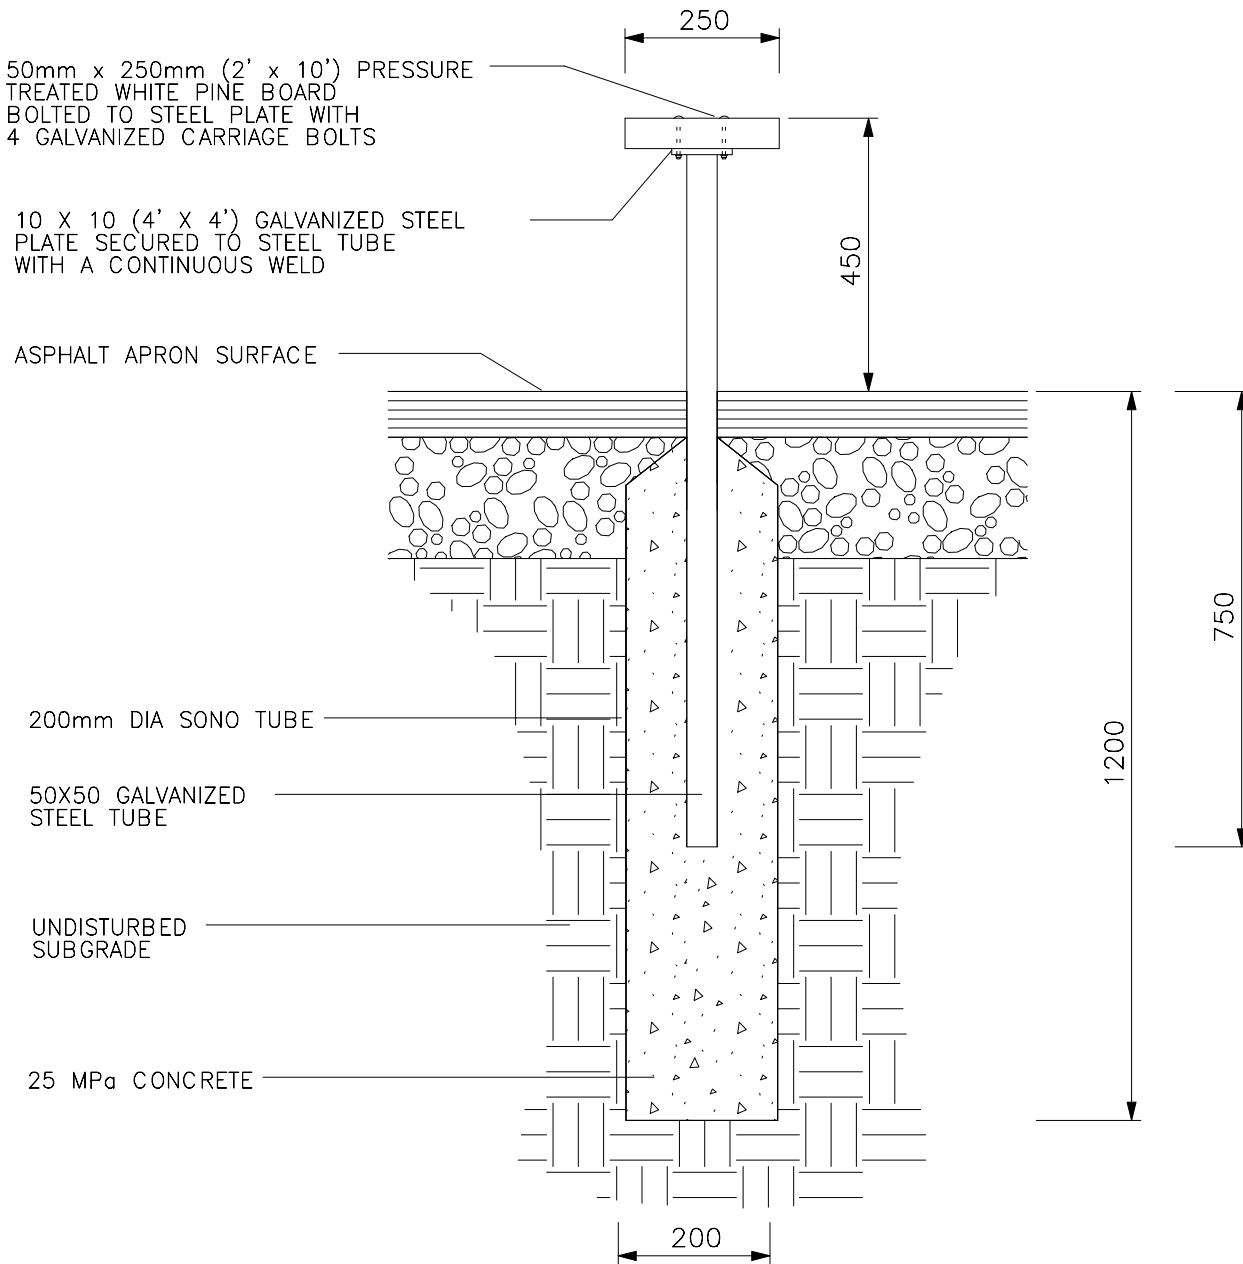 250
50mm x 250mm (2' x 10') PRESSURE
TREATED WHITE PINE BOARD
BOLTED TO STEEL PLATE WITH
4 GALVANIZED CARRIAGE BOLTS
10 X 10 (4' X 4') GALVANIZED STEEL
PLATE SECURED TO STEEL TUBE
WITH A CONTINUOUS WELD
450
ASPHALT APRON SURFACE
750
200mm DIA SONO TUBE
1200
50X50 GALVANIZED
STEEL TUBE
UNDISTURBED
SUBGRADE
25 MPa CONCRETE
200